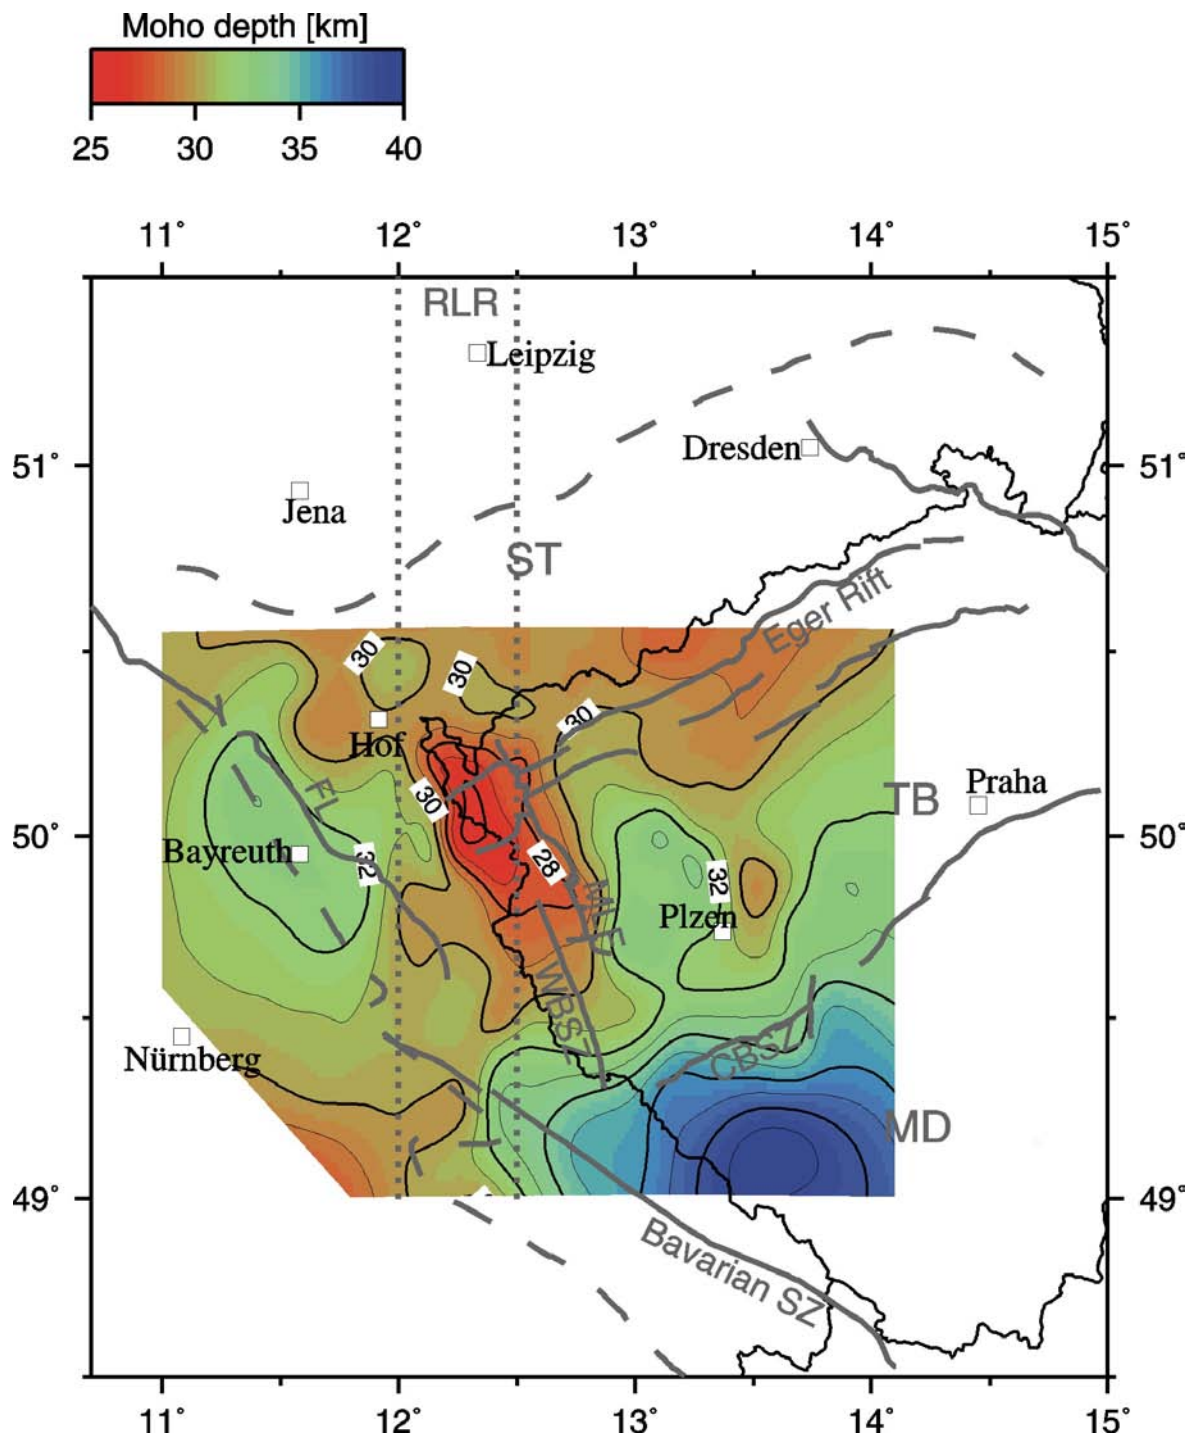 Moho depth [km]
25 30 35 40
11° 12° 13° 14° 15°
RLR
Leipzig
Dresden
51° 51°
Jena
ST
Eger Rift
30
30
30
Hof
Praha
TB
30
FL
50° 50°
Bayreuth
32
28
32
MLF
Plzen
WBSZ
CBSZ
Nürnberg
MD
49° 49°
Bavarian SZ
11° 12° 13° 14° 15°